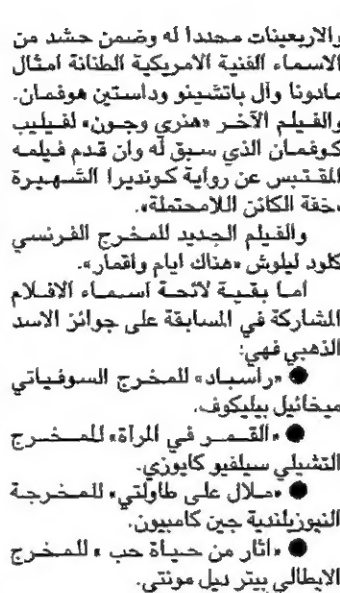 والاربعينات مجددا له وضمن حشد من
الاسماء الفنية الامريكية الطنانة امثال
مادونا وآل باتشينو وداستين هوفمان.
والفيلم الآخر «هنري وجون» لفيليب
كوفمان الذي سبق له وان قدم فيلمه
المقتبس عن رواية كونديرا الشهيرة
«خفة الكائن اللامحتملة».
والفيلم الجديد للمخرج الفرنسي
كلود ليلوش «هناك ايام واقمار».
اما بقية لائحة اسماء الافلام
المشاركة في المسابقة على جوائز الاسد
الذهبي فهي:
● «راسباد» للمخرج السوفياتي
ميخائيل بيليكوف.
● «القمر في المرآة» للمخرج
التشيلي سيلفيو كايوزي.
● «ملاك على طاولتي» للمخرجة
النيوزيلندية جين كامبيون.
● «اثار من حياة حب » للمخرج
الايطالي بيتر ديل مونتي.